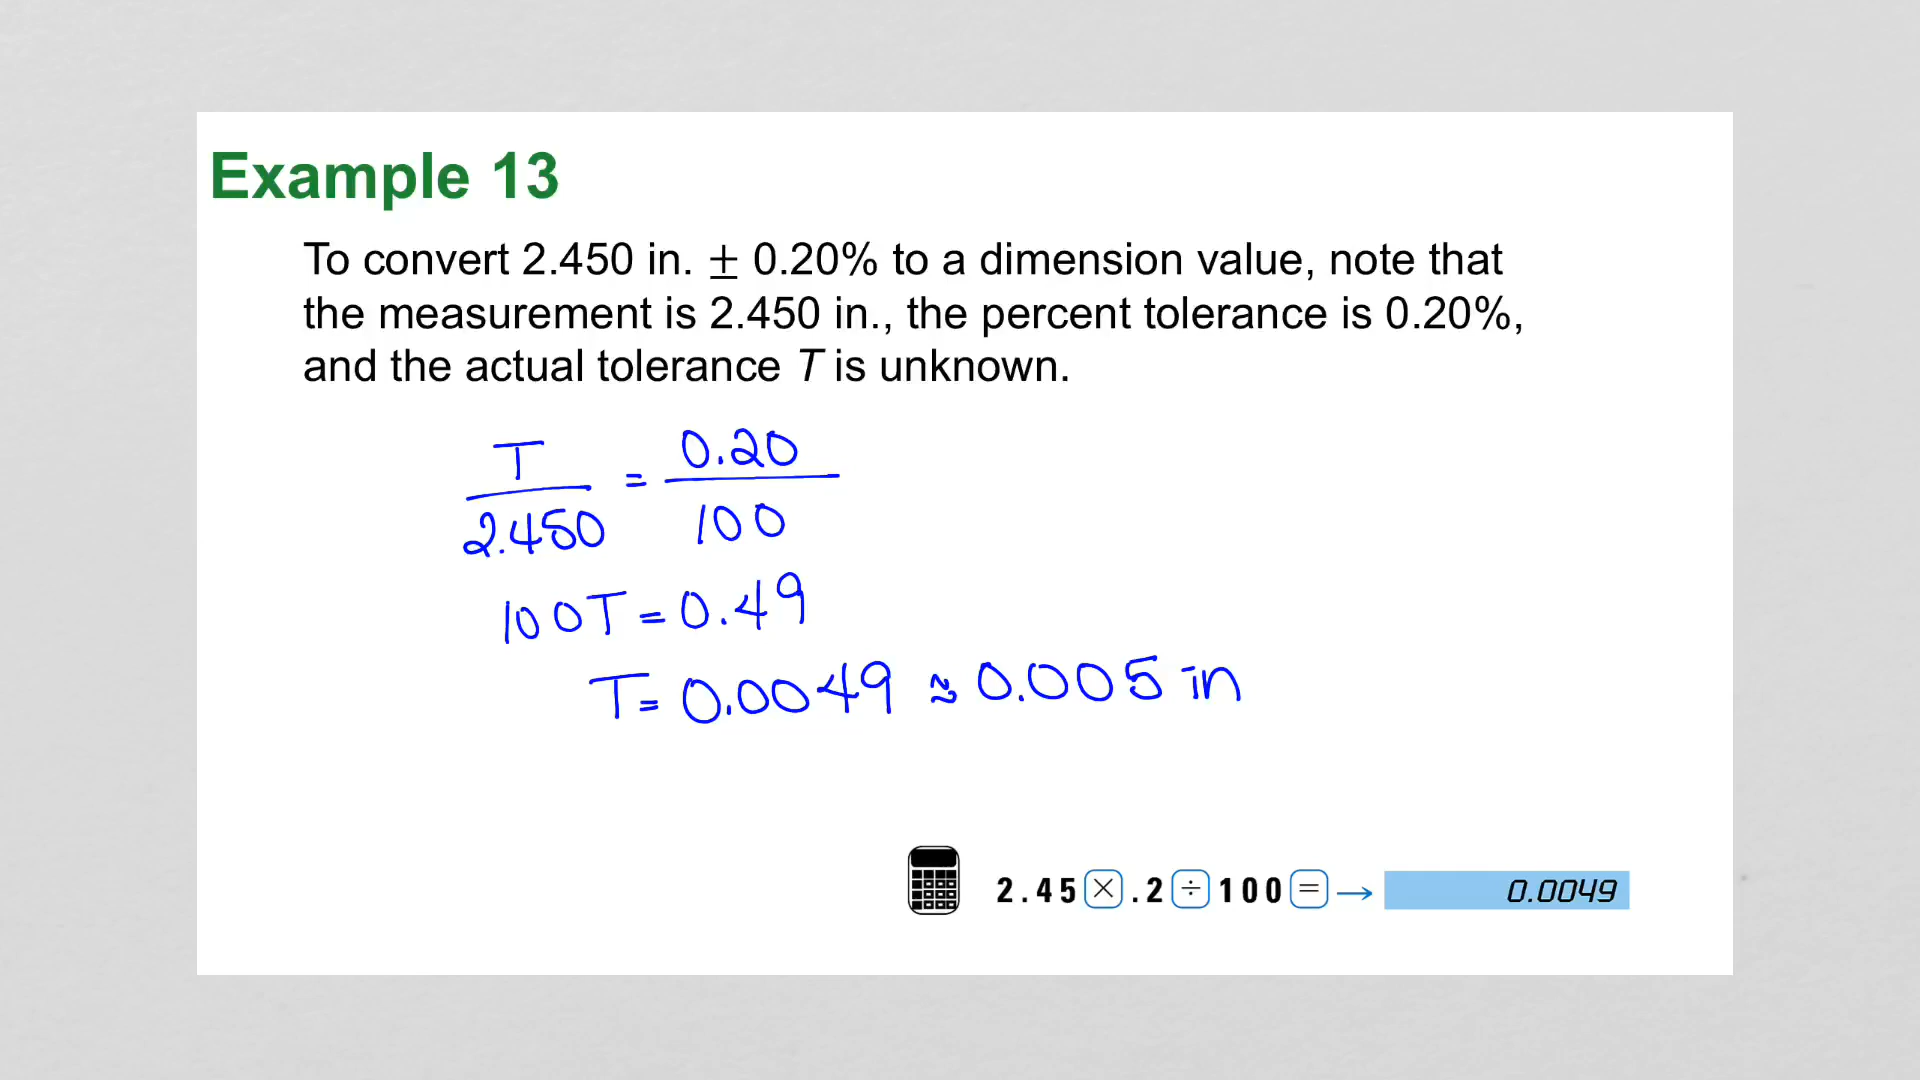 Example 13
To convert 2.450 in. ± 0.20% to a dimension value, note that
the measurement is 2.450 in., the percent tolerance is 0.20%,
and the actual tolerance T is unknown.
T/2.450 = 0.20/100
100T = 0.49
T = 0.0049 ≈ 0.005 in
2.45 × .2 ÷ 100 = → 0.0049